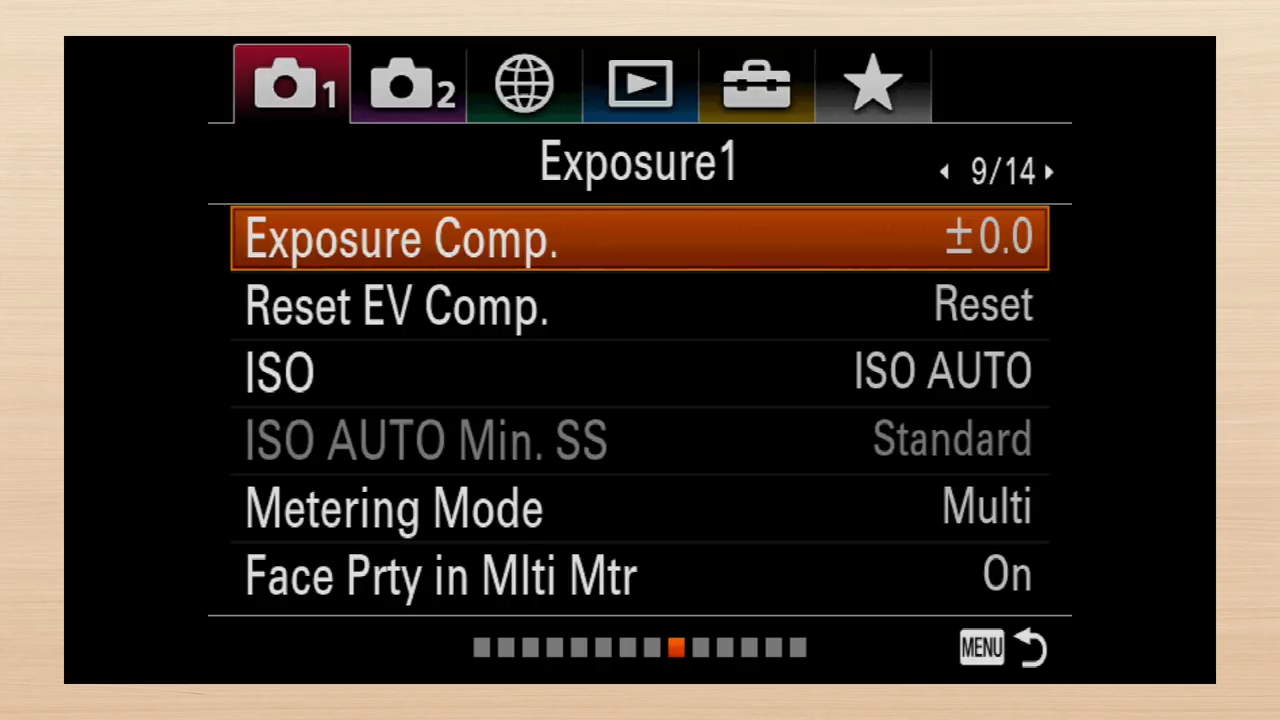 1 2
Exposure1 9/14
Exposure Comp. ±0.0
Reset EV Comp. Reset
ISO ISO AUTO
ISO AUTO Min. SS Standard
Metering Mode Multi
Face Prty in Mlti Mtr On
MENU